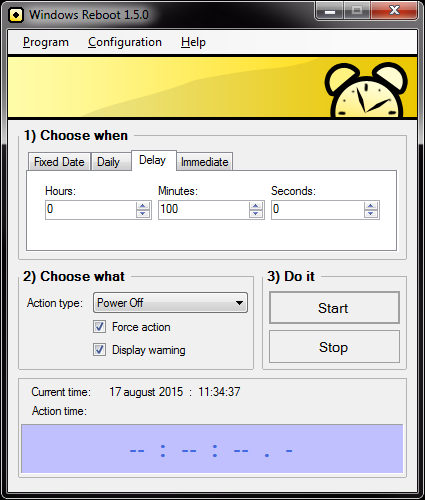 Windows Reboot 1.5.0
Program Configuration Help
1) Choose when
Fixed Date Daily Delay Immediate
Hours: Minutes: Seconds:
0 100 0
2) Choose what 3) Do it
Action type: Power Off Start
Force action
Display warning Stop
Current time: 17 august 2015 : 11:34:37
Action time:
-- : -- : -- . -